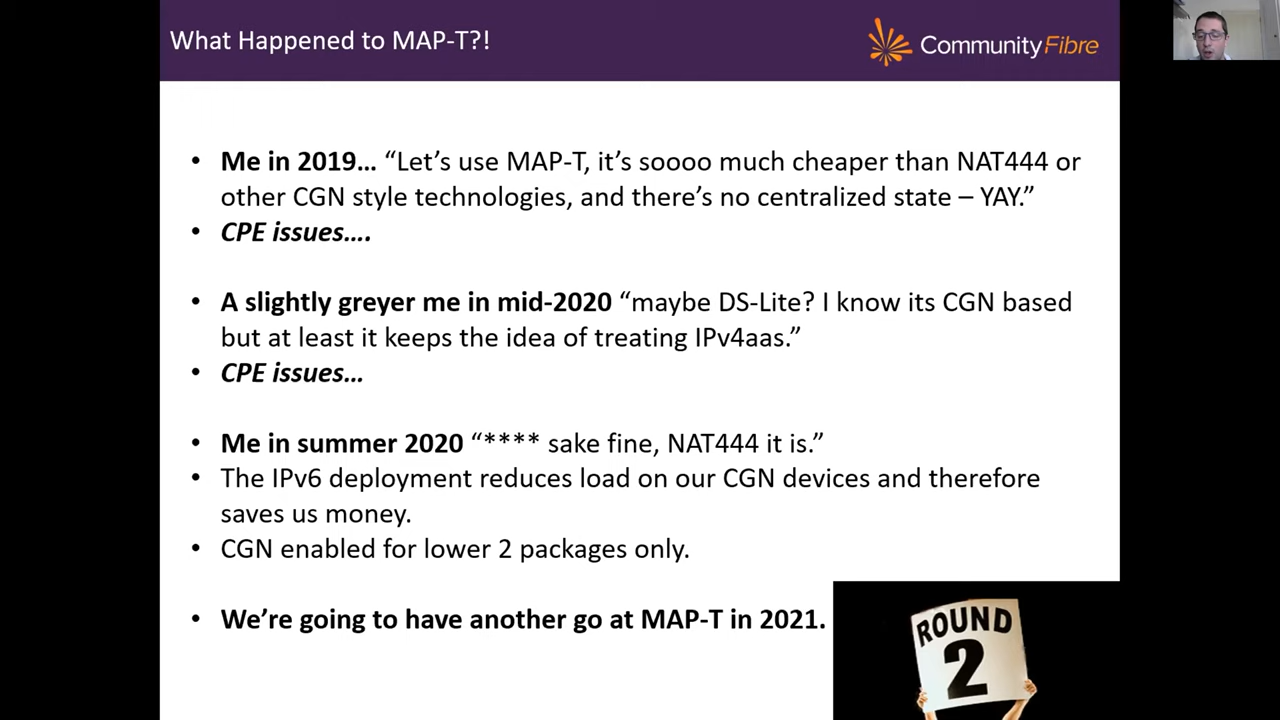 What Happened to MAP-T?!
CommunityFibre
• Me in 2019… “Let’s use MAP-T, it’s soooo much cheaper than NAT444 or
other CGN style technologies, and there’s no centralized state – YAY.”
• CPE issues….
• A slightly greyer me in mid-2020 “maybe DS-Lite? I know its CGN based
but at least it keeps the idea of treating IPv4aas.”
• CPE issues…
• Me in summer 2020 “**** sake fine, NAT444 it is.”
• The IPv6 deployment reduces load on our CGN devices and therefore
saves us money.
• CGN enabled for lower 2 packages only.
• We’re going to have another go at MAP-T in 2021.
ROUND
2